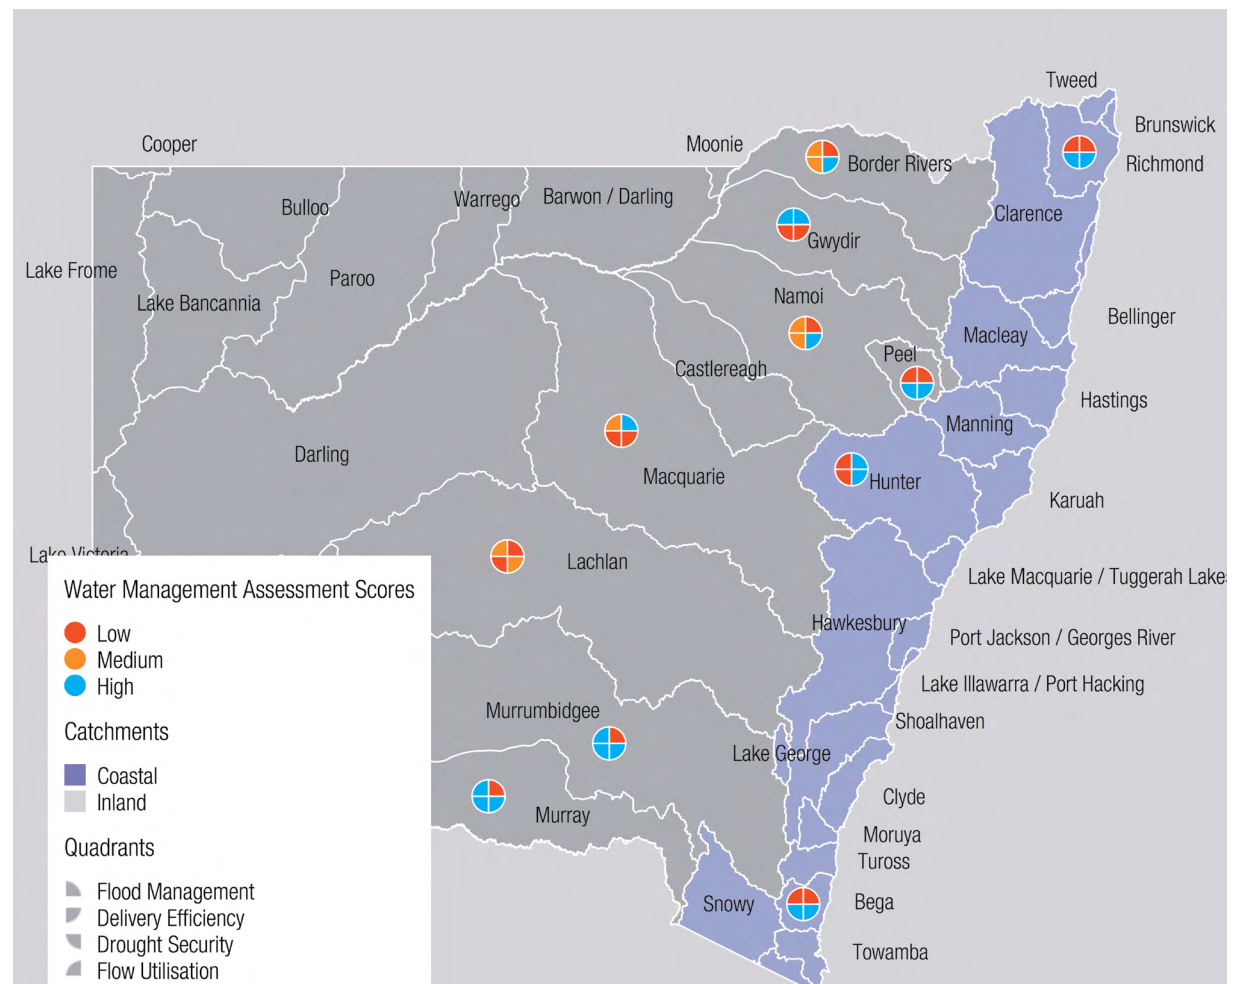 Tweed
Brunswick
Cooper
Moonie
Border Rivers
Richmond
Bulloo
Warrego
Barwon / Darling
Clarence
Gwydir
Lake Frome
Paroo
Lake Bancannia
Namoi
Bellinger
Macleay
Peel
Castlereagh
Hastings
Manning
Darling
Macquarie
Hunter
Karuah
Lake Victoria
Lachlan
Lake Macquarie / Tuggerah Lakes
Hawkesbury
Port Jackson / Georges River
Lake Illawarra / Port Hacking
Murrumbidgee
Shoalhaven
Lake George
Clyde
Murray
Moruya
Tuross
Snowy
Bega
Towamba
Water Management Assessment Scores
Low
Medium
High
Catchments
Coastal
Inland
Quadrants
Flood Management
Delivery Efficiency
Drought Security
Flow Utilisation